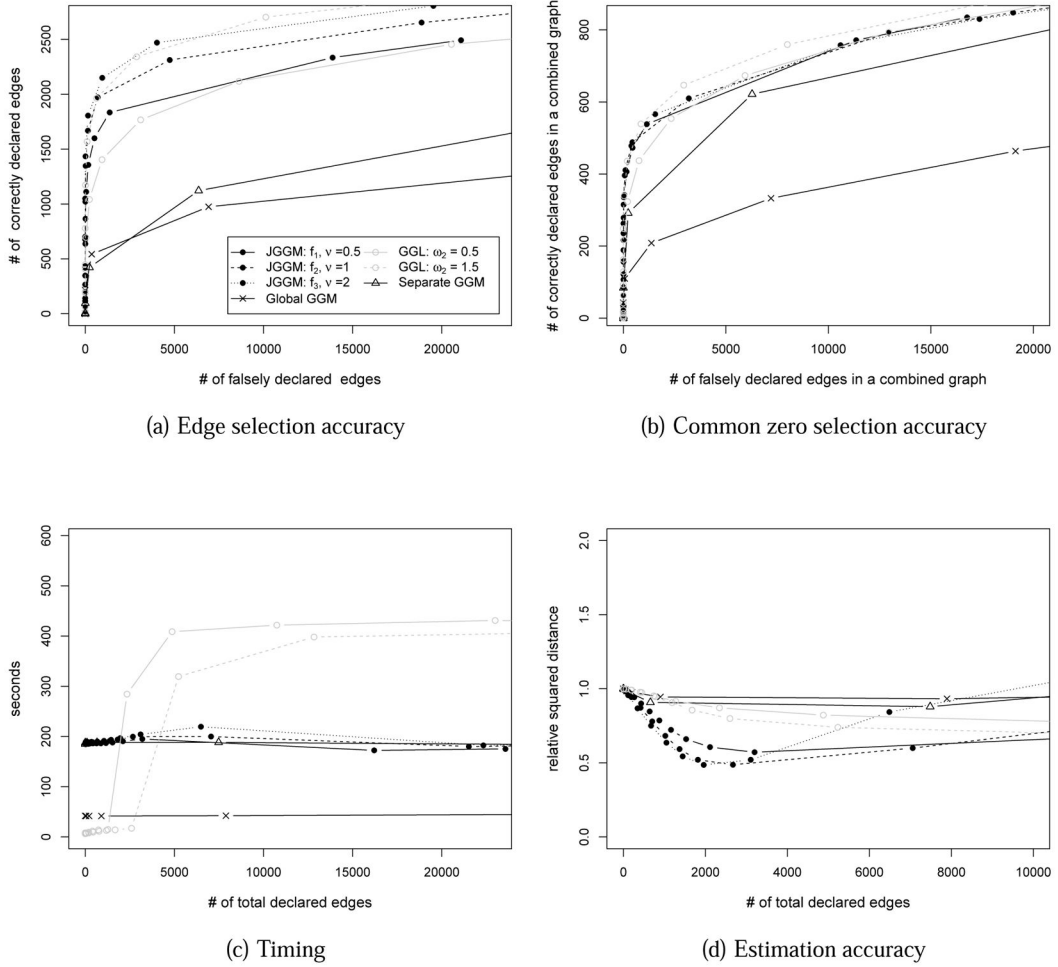 # of correctly declared edges
0 500 1000 1500 2000 2500
JGGM: f₁, ν =0.5
JGGM: f₂, ν =1
JGGM: f₃, ν =2
Global GGM
GGL: ω₂ = 0.5
GGL: ω₂ = 1.5
Separate GGM
0 5000 10000 15000 20000
# of falsely declared edges
(a) Edge selection accuracy
# of correctly declared edges in a combined graph
0 200 400 600 800
0 5000 10000 15000 20000
# of falsely declared edges in a combined graph
(b) Common zero selection accuracy
seconds
0 100 200 300 400 500 600
0 5000 10000 15000 20000
# of total declared edges
(c) Timing
relative squared distance
0.0 0.5 1.0 1.5 2.0
0 2000 4000 6000 8000 10000
# of total declared edges
(d) Estimation accuracy